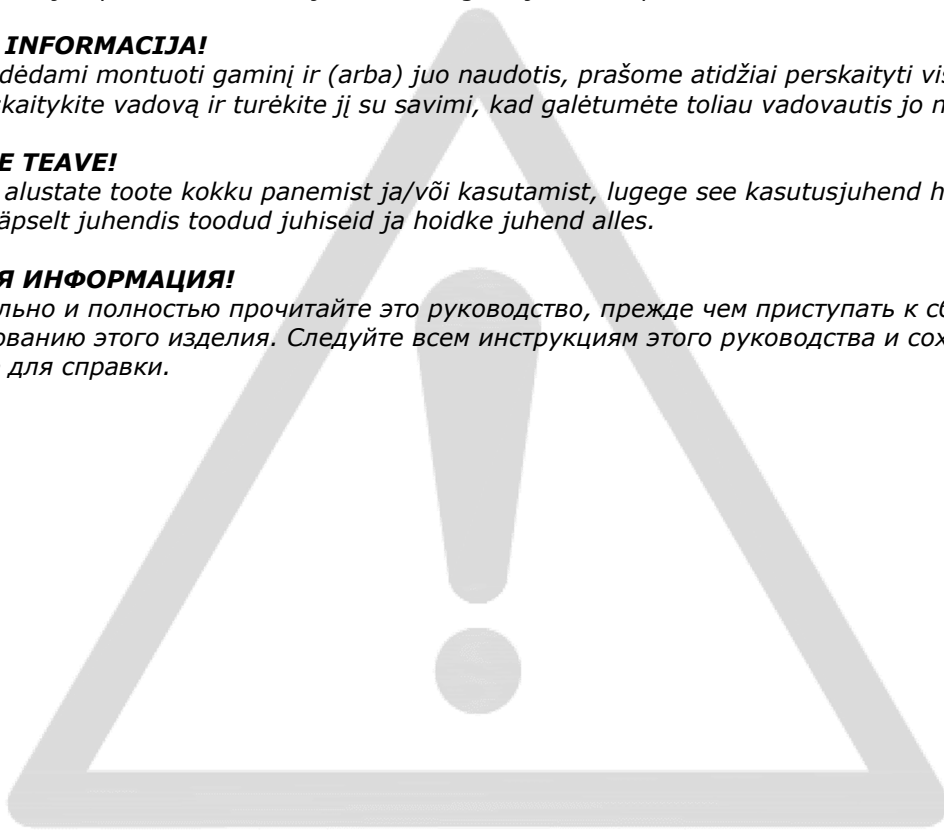 INFORMACIJA!
dėdami montuoti gaminį ir (arba) juo naudotis, prašome atidžiai perskaityti vis
skaitykite vadovą ir turėkite jį su savimi, kad galėtumėte toliau vadovautis jo n
E TEAVE!
alustate toote kokku panemist ja/või kasutamist, lugege see kasutusjuhend h
äpselt juhendis toodud juhiseid ja hoidke juhend alles.
Я ИНФОРМАЦИЯ!
льно и полностью прочитайте это руководство, прежде чем приступать к сб
ованию этого изделия. Следуйте всем инструкциям этого руководства и сох
для справки.